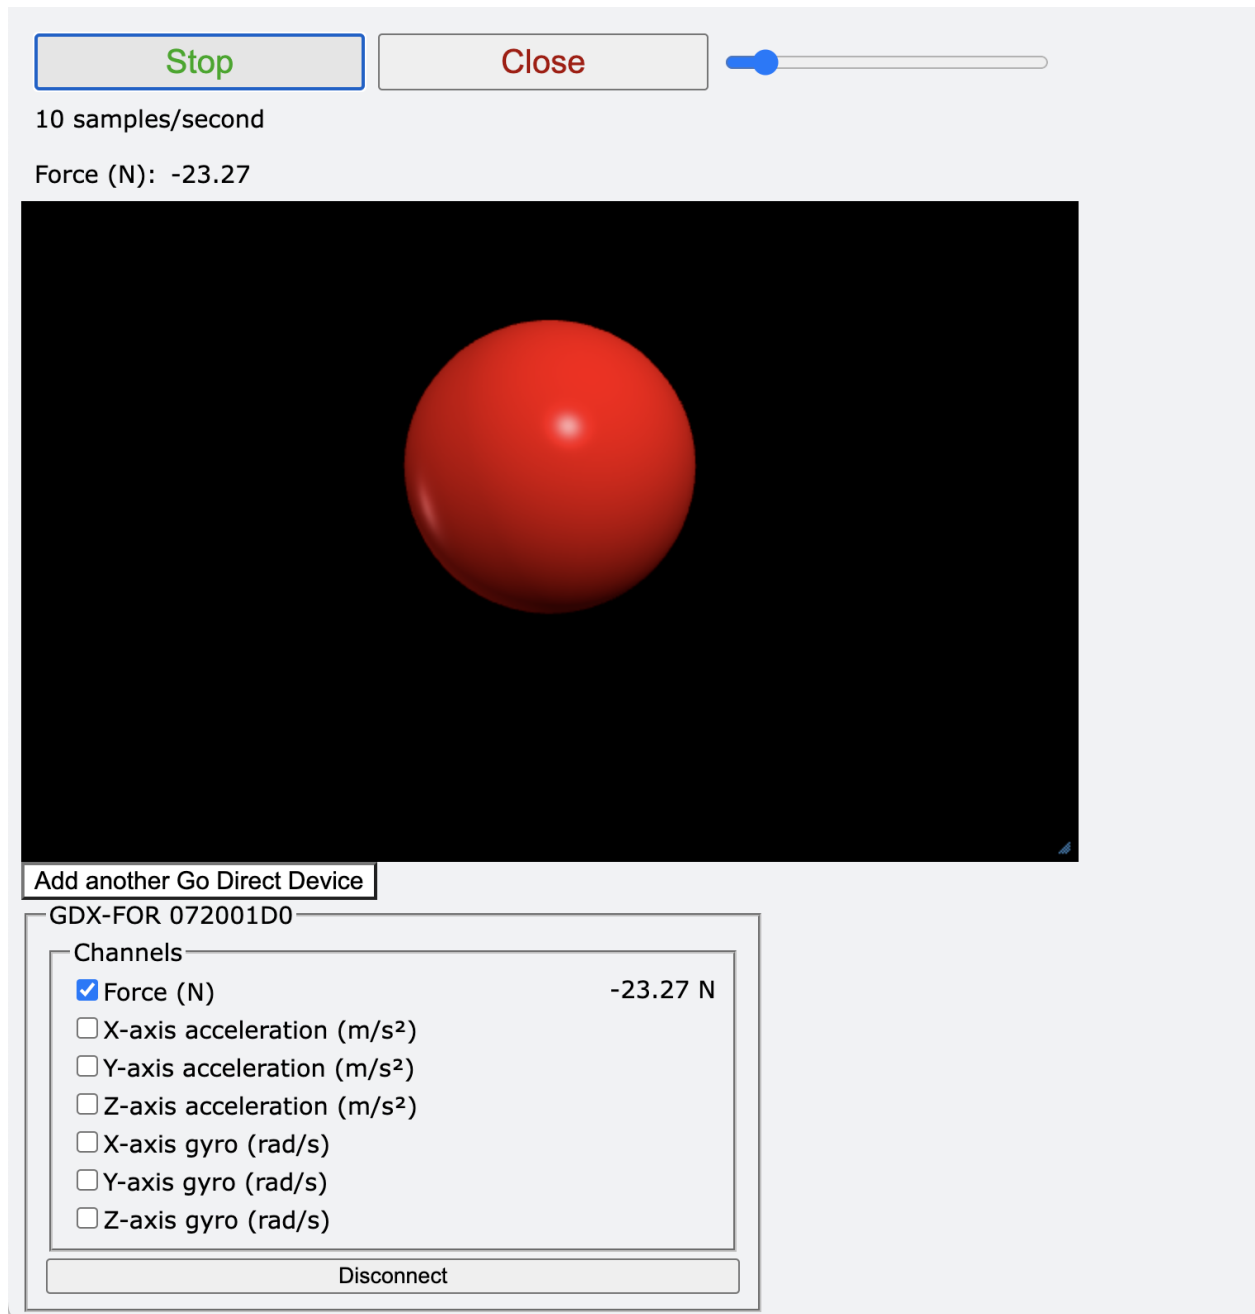 Stop Close
10 samples/second
Force (N): -23.27
Add another Go Direct Device
GDX-FOR 072001D0
Channels
Force (N) -23.27 N
X-axis acceleration (m/s²)
Y-axis acceleration (m/s²)
Z-axis acceleration (m/s²)
X-axis gyro (rad/s)
Y-axis gyro (rad/s)
Z-axis gyro (rad/s)
Disconnect